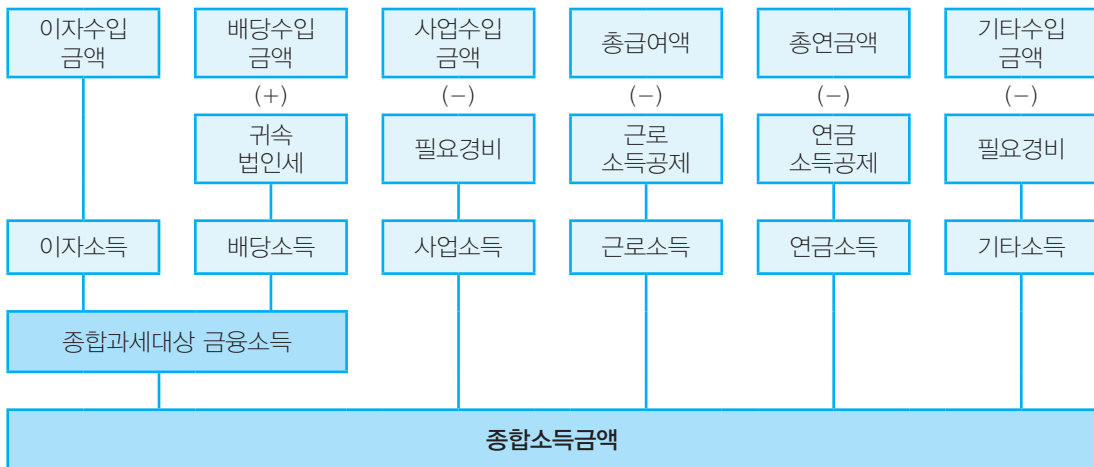 이자수입
금액
배당수입
금액
사업수입
금액
총급여액
총연금액
기타수입
금액
(+)
(−)
(−)
(−)
(−)
귀속
법인세
필요경비
근로
소득공제
연금
소득공제
필요경비
이자소득
배당소득
사업소득
근로소득
연금소득
기타소득
종합과세대상 금융소득
종합소득금액